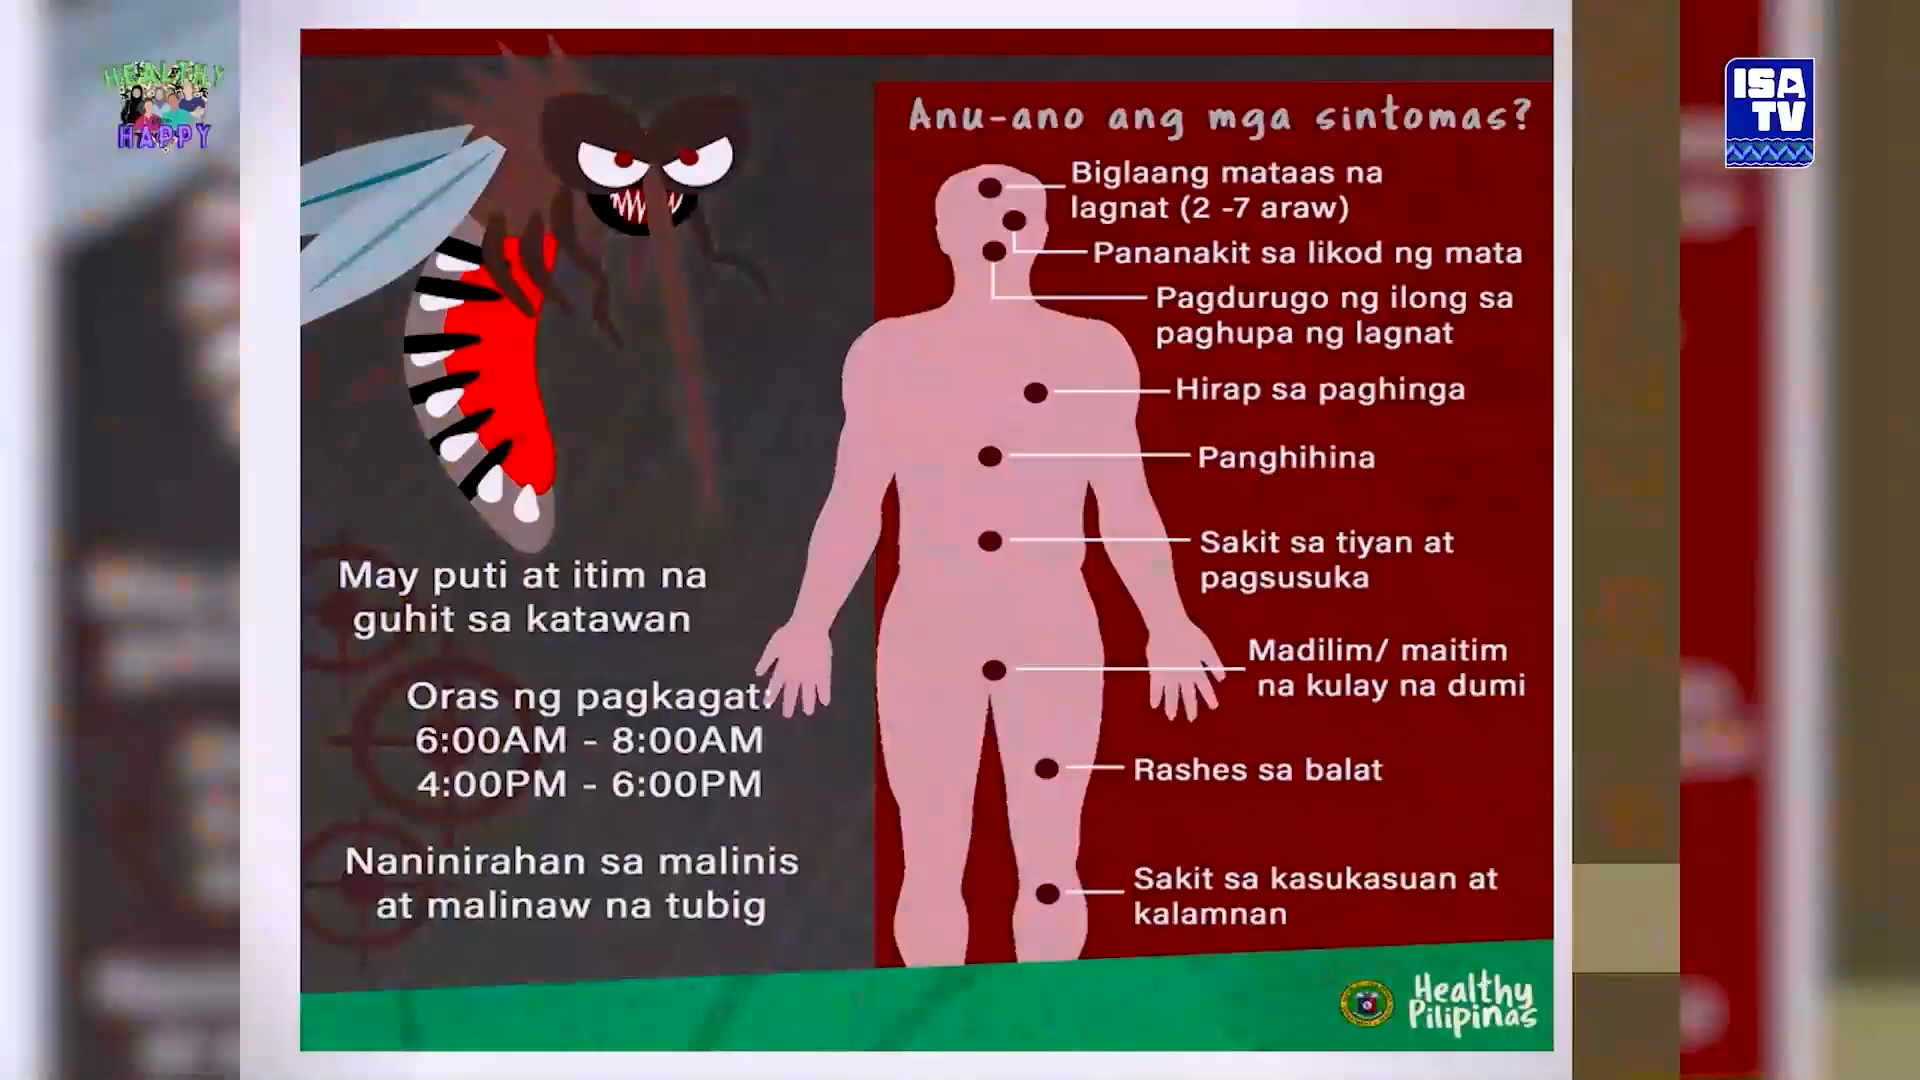 HEALTHY
HAPPY
ISA
TV
May puti at itim na
guhit sa katawan
Oras ng pagkagat:
6:00AM - 8:00AM
4:00PM - 6:00PM
Naninirahan sa malinis
at malinaw na tubig
Anu-ano ang mga sintomas?
Biglaang mataas na
lagnat (2 -7 araw)
Pananakit sa likod ng mata
Pagdurugo ng ilong sa
paghupa ng lagnat
Hirap sa paghinga
Panghihina
Sakit sa tiyan at
pagsusuka
Madilim/ maitim
na kulay na dumi
Rashes sa balat
Sakit sa kasukasuan at
kalamnan
Healthy
Pilipinas